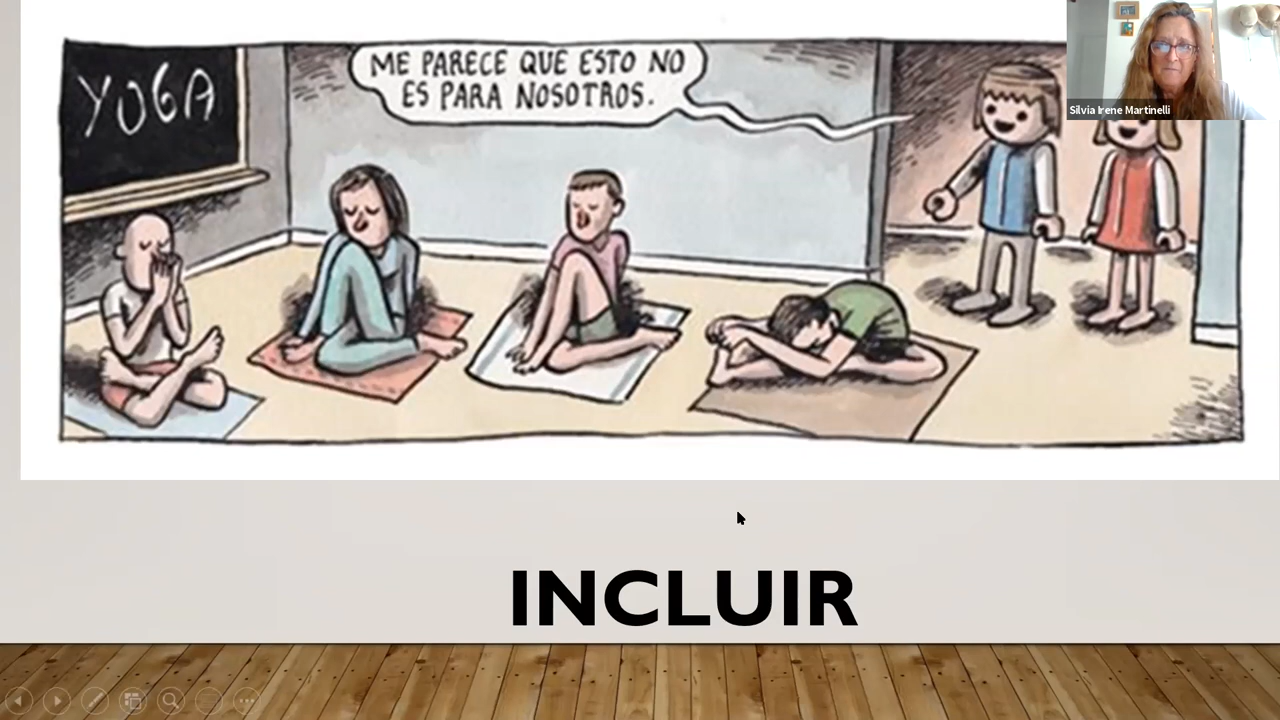 YOGA
ME PARECE QUE ESTO NO
ES PARA NOSOTROS.
Silvia Irene Martinelli
INCLUIR